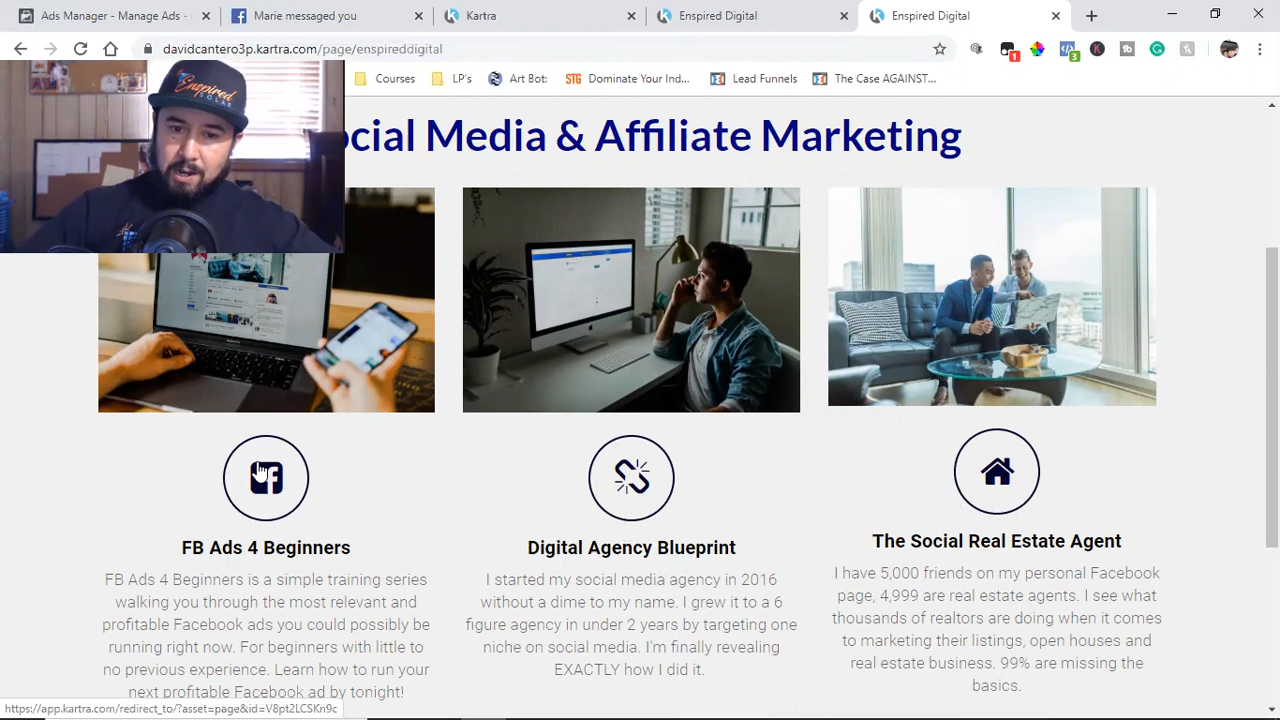 Ads Manager - Manage Ads -
Marie messaged you
Kartra
Enspired Digital
Enspired Digital
davidcantero3p.kartra.com/page/enspireddigital
1
3
Courses
LP's
Art Bot:
STG
Dominate Your Ind...
Lead Funnels
The Case AGAINST...
Enspired
ocial Media & Affiliate Marketing
FB Ads 4 Beginners
FB Ads 4 Beginners is a simple training series
walking you through the most relevant and
profitable Facebook ads you could possibly be
running right now. For beginners with little to
no previous experience. Learn how to run your
next profitable Facebook ad by tonight!
Digital Agency Blueprint
I started my social media agency in 2016
without a dime to my name. I grew it to a 6
figure agency in under 2 years by targeting one
niche on social media. I'm finally revealing
EXACTLY how I did it.
The Social Real Estate Agent
I have 5,000 friends on my personal Facebook
page, 4,999 are real estate agents. I see what
thousands of realtors are doing when it comes
to marketing their listings, open houses and
real estate business. 99% are missing the
basics.
https://app.kartra.com/redirect_to/?asset=page&id=V8pt2LCSKn9c